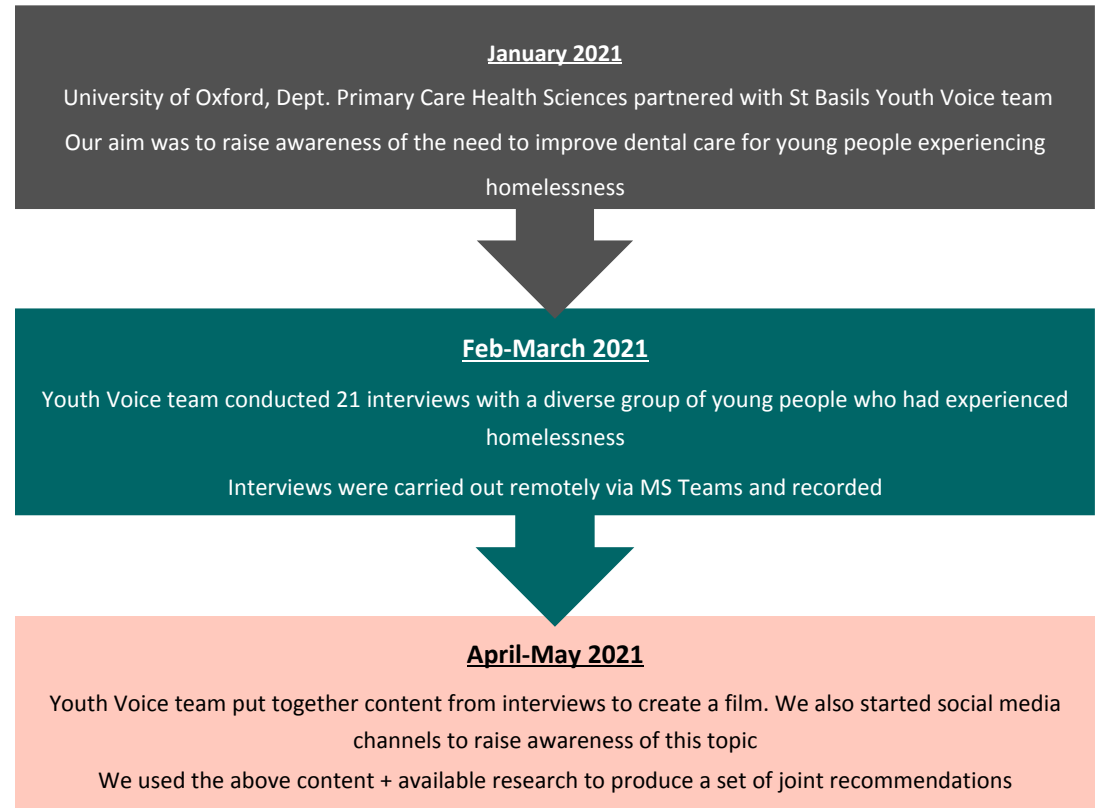 January 2021
University of Oxford, Dept. Primary Care Health Sciences partnered with St Basils Youth Voice team
Our aim was to raise awareness of the need to improve dental care for young people experiencing
homelessness
Feb-March 2021
Youth Voice team conducted 21 interviews with a diverse group of young people who had experienced
homelessness
Interviews were carried out remotely via MS Teams and recorded
April-May 2021
Youth Voice team put together content from interviews to create a film. We also started social media
channels to raise awareness of this topic
We used the above content + available research to produce a set of joint recommendations